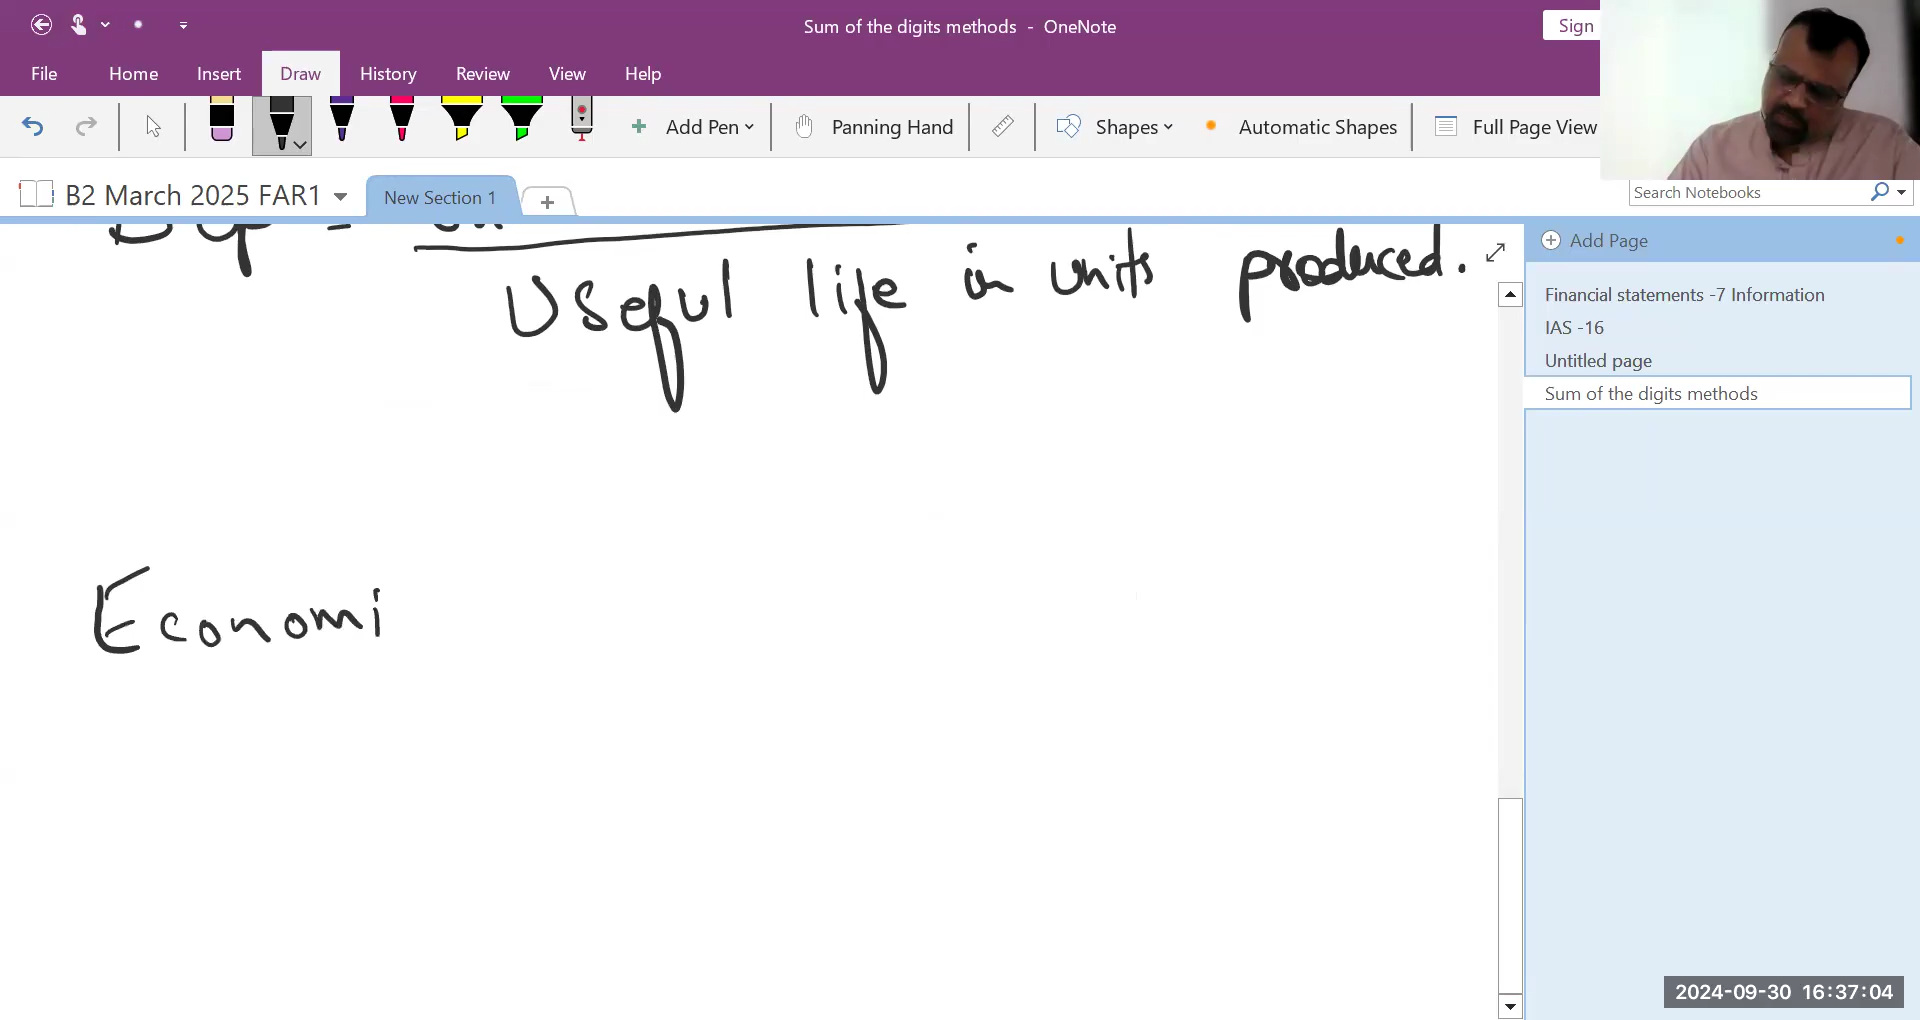 Sum of the digits methods - OneNote
Sign
File Home Insert Draw History Review View Help
Add Pen Panning Hand Shapes Automatic Shapes Full Page View
B2 March 2025 FAR1 New Section 1
Search Notebooks
Useful life in units produced.
Economi
Add Page
Financial statements -7 Information
IAS -16
Untitled page
Sum of the digits methods
2024-09-30 16:37:04